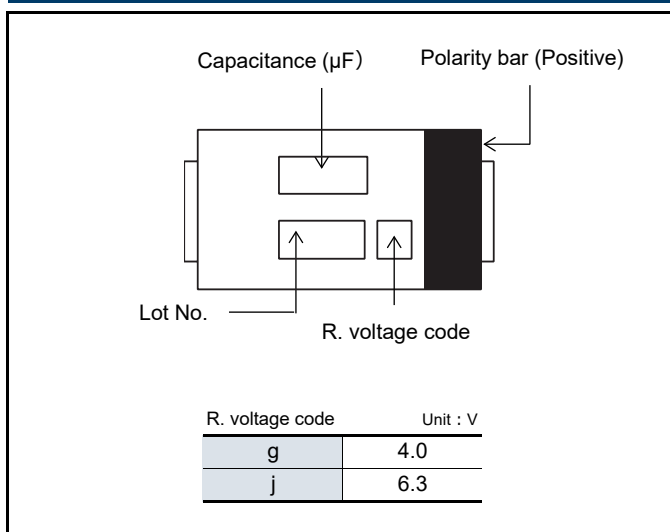 Capacitance (μF)
Polarity bar (Positive)
Lot No.
R. voltage code
R. voltage code
Unit : V
g 4.0
j 6.3